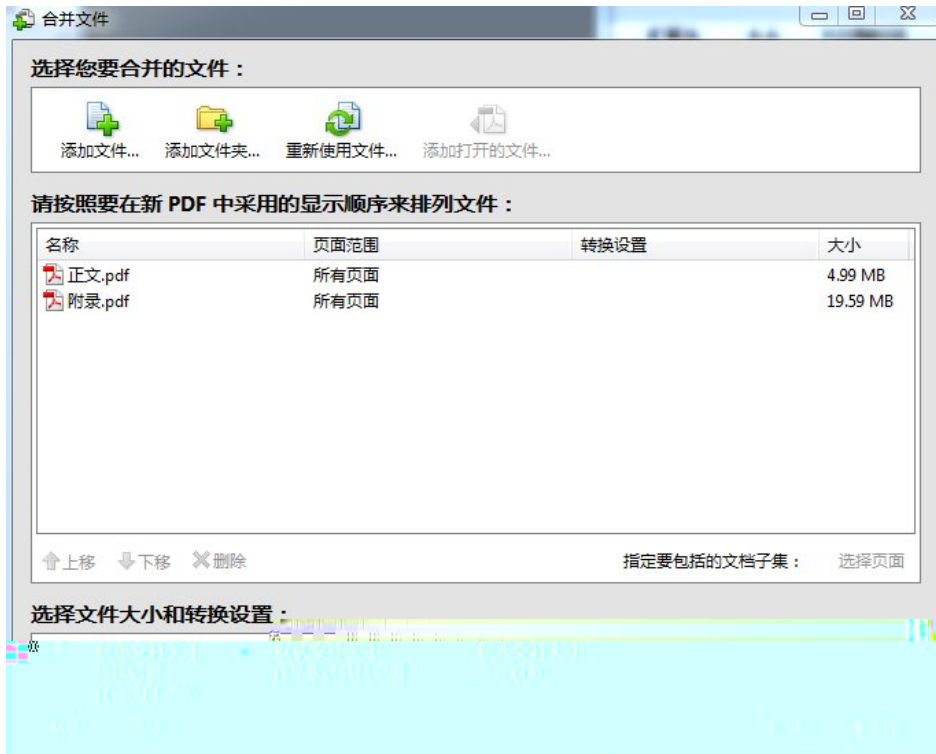 合并文件
选择您要合并的文件：
添加文件... 添加文件夹... 重新使用文件... 添加打开的文件...
请按照要在新 PDF 中采用的显示顺序来排列文件：
名称 页面范围 转换设置 大小
正文.pdf 所有页面 4.99 MB
附录.pdf 所有页面 19.59 MB
上移 下移 删除 指定要包括的文档子集： 选择页面
选择文件大小和转换设置：